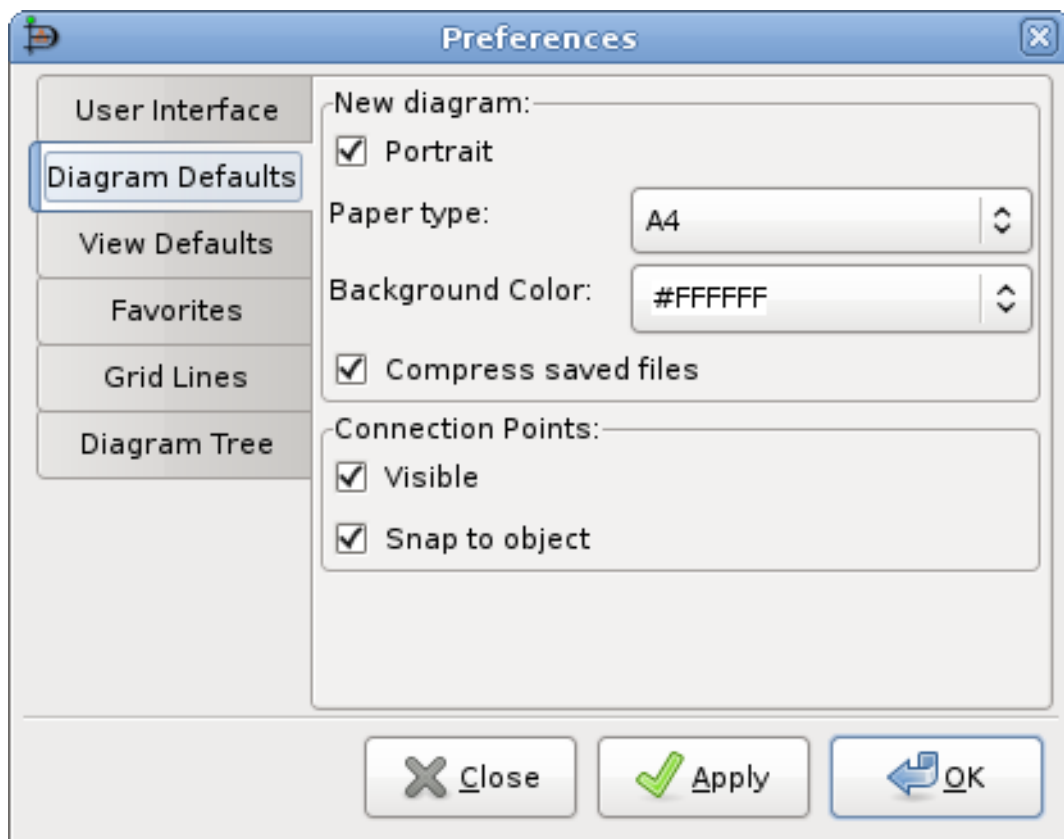 Preferences
User Interface
Diagram Defaults
View Defaults
Favorites
Grid Lines
Diagram Tree
New diagram:
Portrait
Paper type: A4
Background Color: #FFFFFF
Compress saved files
Connection Points:
Visible
Snap to object
Close Apply OK